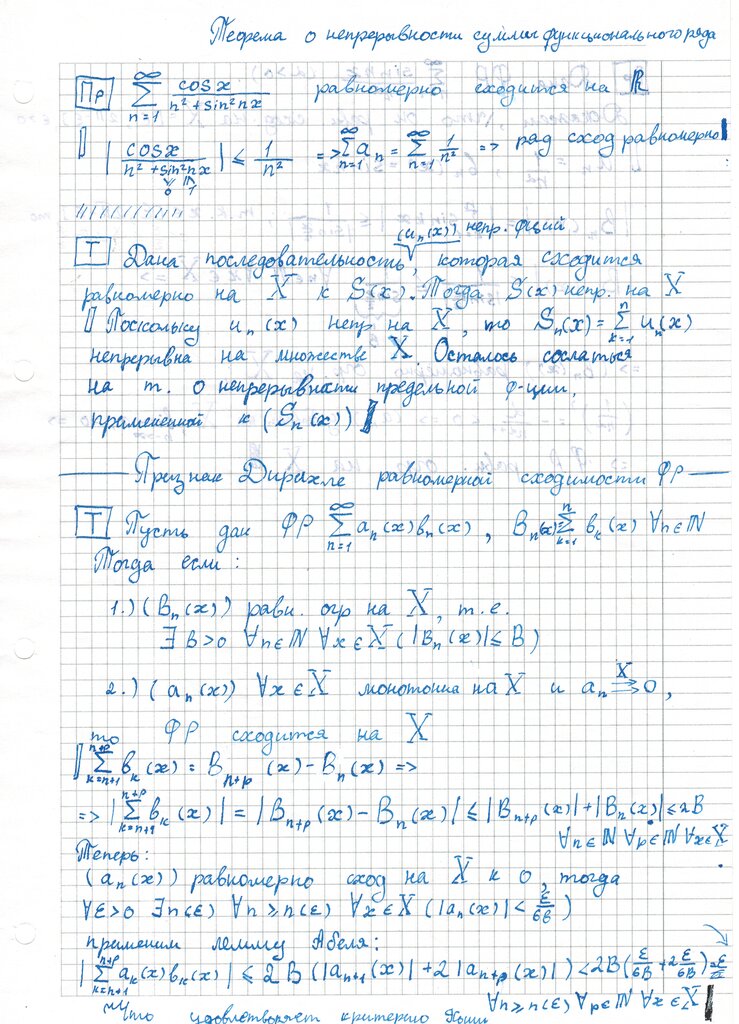 Теорема о непрерывности суммы функционального ряда
Пр ∑_{n=1}^{∞} cosx/(n²+sin²nx) равномерно сходится на ℝ
| cosx/(n²+sin²nx) | ≤ 1/n² => ∑_{n=1}^{∞} a_n = ∑_{n=1}^{∞} 1/n² => ряд сход равномерно
(u_n(x)) непр. ф-ций
Т Дана последовательность, которая сходится
равномерно на X к S(x). Тогда S(x) непр. на X
Поскольку u_n(x) непр на X, то S_n(x) = ∑_{k=1}^{n} u_n(x)
непрерывна на множестве X Осталось сослаться
на т. о непрерывности предельной ф-ции,
примененной к (S_n(x))
Признак Дирихле равномерной сходимости ФР
Т Пусть дан ФР ∑_{n=1}^{∞} a_n(x)b_n(x), B_n(x)=∑_{k=1}^{n} b_k(x) ∀n∈ℕ
Тогда если:
1.) (B_n(x)) равн. огр на X, т.е.
∃B>0 ∀n∈ℕ ∀x∈X (|B_n(x)| ≤ B)
2.) (a_n(x)) ∀x∈X монотонна на X и a_n ⇉^X 0,
то ФР сходится на X
∑_{k=n+1}^{n+p} b_k(x) = B_{n+p}(x) - B_n(x) =>
=> |∑_{k=n+1}^{n+p} b_k(x)| = |B_{n+p}(x) - B_n(x)| ≤ |B_{n+p}(x)| + |B_n(x)| ≤ 2B
∀n∈ℕ ∀p∈ℕ ∀x∈X
Теперь:
(a_n(x)) равномерно сход на X к 0, тогда
∀ε>0 ∃n(ε) ∀n≥n(ε) ∀x∈X (|a_n(x)| < ε/6B)
применим лемму Абеля:
|∑_{k=n+1}^{n+p} a_k(x)b_k(x)| ≤ 2B(|a_{n+1}(x)| + 2|a_{n+p}(x)|) < 2B(ε/6B + 2ε/6B) = ε
∀n≥n(ε) ∀p∈ℕ ∀x∈X
Что удовлетворяет критерию Коши